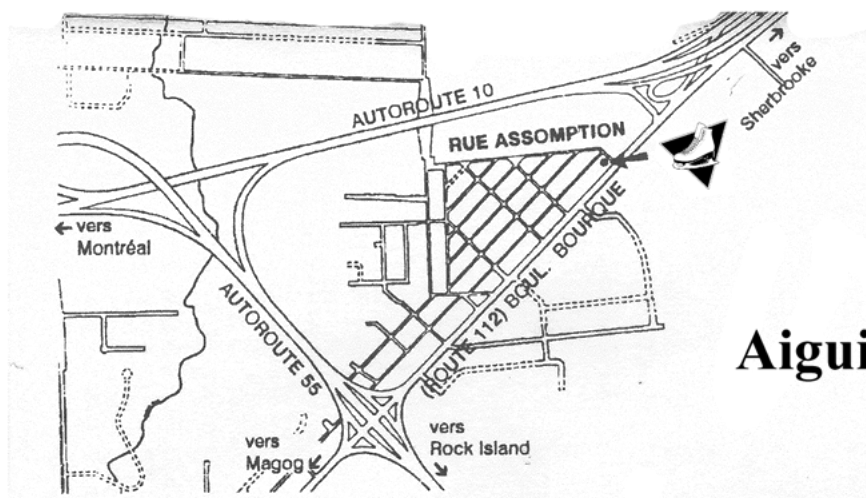 AUTOROUTE 10
RUE ASSOMPTION
vers
Sherbrooke
vers
Montréal
AUTOROUTE 55
(ROUTE 112) BOUL. BOURQUE
Aigui
vers
Magog
vers
Rock Island